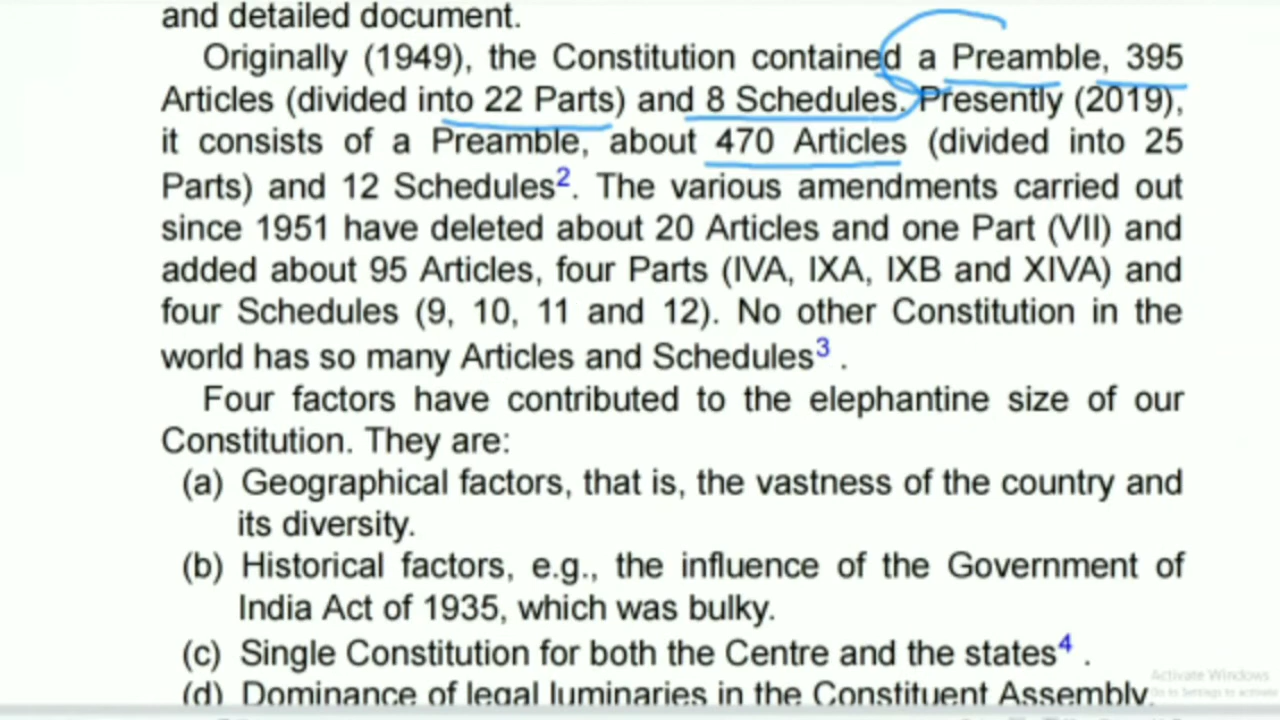 and detailed document.
Originally (1949), the Constitution contained a Preamble, 395
Articles (divided into 22 Parts) and 8 Schedules. Presently (2019),
it consists of a Preamble, about 470 Articles (divided into 25
Parts) and 12 Schedules2. The various amendments carried out
since 1951 have deleted about 20 Articles and one Part (VII) and
added about 95 Articles, four Parts (IVA, IXA, IXB and XIVA) and
four Schedules (9, 10, 11 and 12). No other Constitution in the
world has so many Articles and Schedules3 .
Four factors have contributed to the elephantine size of our
Constitution. They are:
(a) Geographical factors, that is, the vastness of the country and
its diversity.
(b) Historical factors, e.g., the influence of the Government of
India Act of 1935, which was bulky.
(c) Single Constitution for both the Centre and the states4 .
(d) Dominance of legal luminaries in the Constituent Assembly.
Activate Windows
Go to Settings to activate